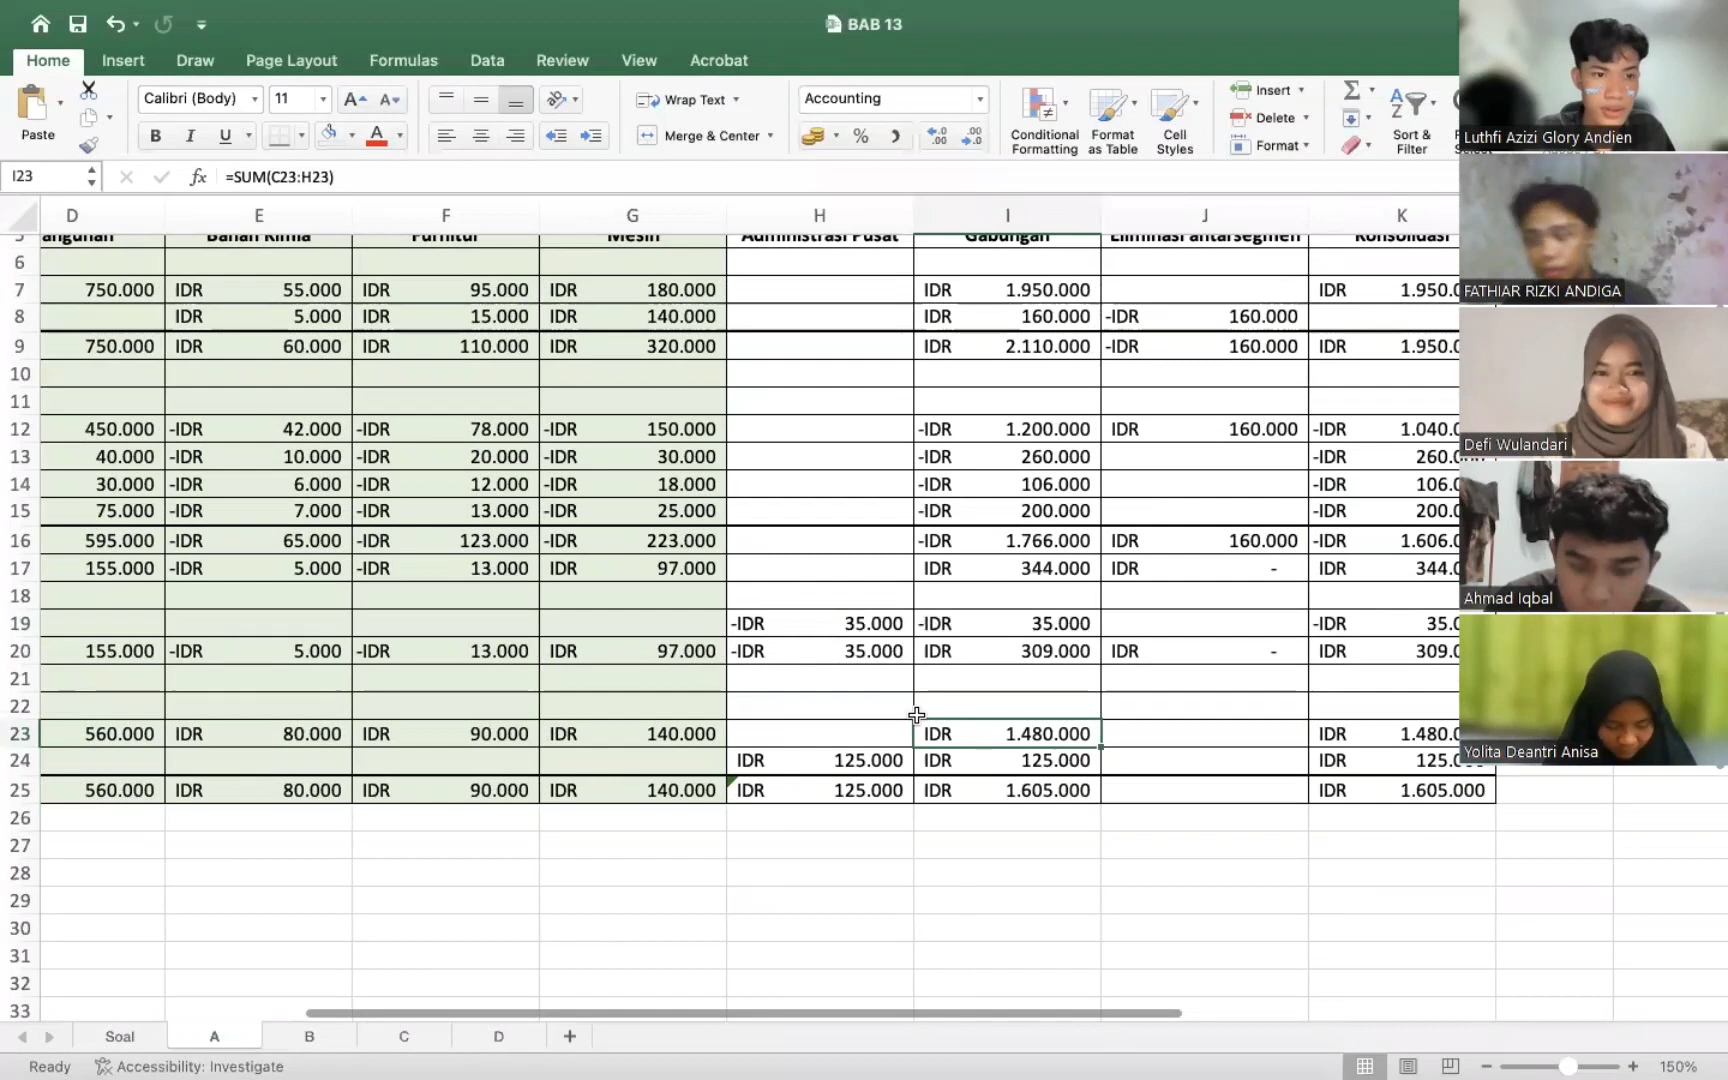 BAB 13
Home Insert Draw Page Layout Formulas Data Review View Acrobat
Paste
Calibri (Body) 11 A A
B I U A
Wrap Text
Merge & Center
Accounting
%
Conditional Formatting
Format as Table
Cell Styles
Insert
Delete
Format
Sort & Filter
I23 fx =SUM(C23:H23)
D E F G H I J K
5 angunan Bahan Kimia Furnitur Mesin Administrasi Pusat Gabungan Eliminasi antarsegmen Konsolidasi
6
7 750.000 IDR 55.000 IDR 95.000 IDR 180.000 IDR 1.950.000 IDR 1.950.0
8 IDR 5.000 IDR 15.000 IDR 140.000 IDR 160.000 -IDR 160.000
9 750.000 IDR 60.000 IDR 110.000 IDR 320.000 IDR 2.110.000 -IDR 160.000 IDR 1.950.0
10
11
12 450.000 -IDR 42.000 -IDR 78.000 -IDR 150.000 -IDR 1.200.000 IDR 160.000 -IDR 1.040.0
13 40.000 -IDR 10.000 -IDR 20.000 -IDR 30.000 -IDR 260.000 -IDR 260.0
14 30.000 -IDR 6.000 -IDR 12.000 -IDR 18.000 -IDR 106.000 -IDR 106.0
15 75.000 -IDR 7.000 -IDR 13.000 -IDR 25.000 -IDR 200.000 -IDR 200.0
16 595.000 -IDR 65.000 -IDR 123.000 -IDR 223.000 -IDR 1.766.000 IDR 160.000 -IDR 1.606.0
17 155.000 -IDR 5.000 -IDR 13.000 IDR 97.000 IDR 344.000 IDR - IDR 344.0
18
19 -IDR 35.000 -IDR 35.000 -IDR 35.0
20 155.000 -IDR 5.000 -IDR 13.000 IDR 97.000 -IDR 35.000 IDR 309.000 IDR - IDR 309.0
21
22
23 560.000 IDR 80.000 IDR 90.000 IDR 140.000 IDR 1.480.000 IDR 1.480.0
24 IDR 125.000 IDR 125.000 IDR 125.0
25 560.000 IDR 80.000 IDR 90.000 IDR 140.000 IDR 125.000 IDR 1.605.000 IDR 1.605.000
26
27
28
29
30
31
32
33
Soal A B C D +
Ready Accessibility: Investigate 150%
Luthfi Azizi Glory Andien
FATHIAR RIZKI ANDIGA
Defi Wulandari
Ahmad Iqbal
Yolita Deantri Anisa